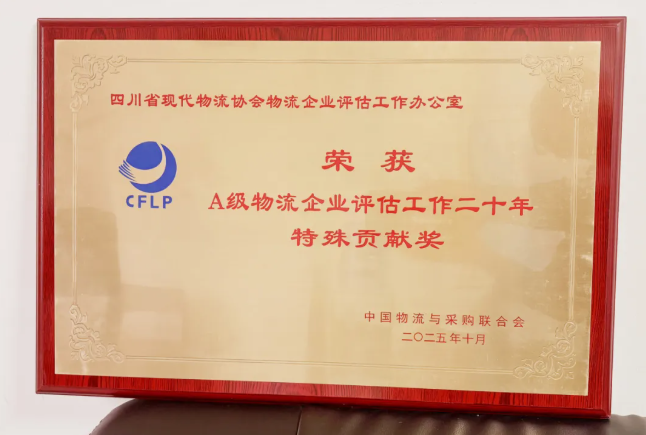 四川省现代物流协会物流企业评估工作办公室
荣 获
CFLP
A级物流企业评估工作二十年
特殊贡献奖
中国物流与采购联合会
二〇二五年十月